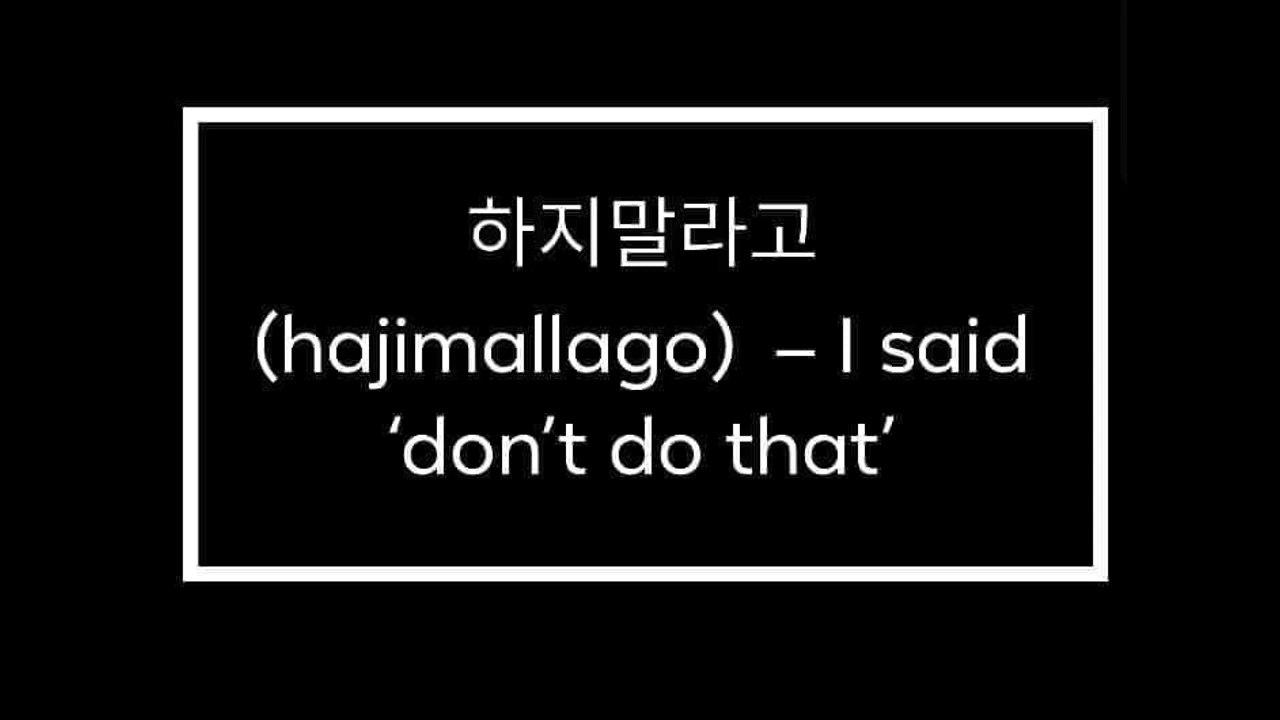 하지말라고
(hajimallago) – I said
‘don’t do that’